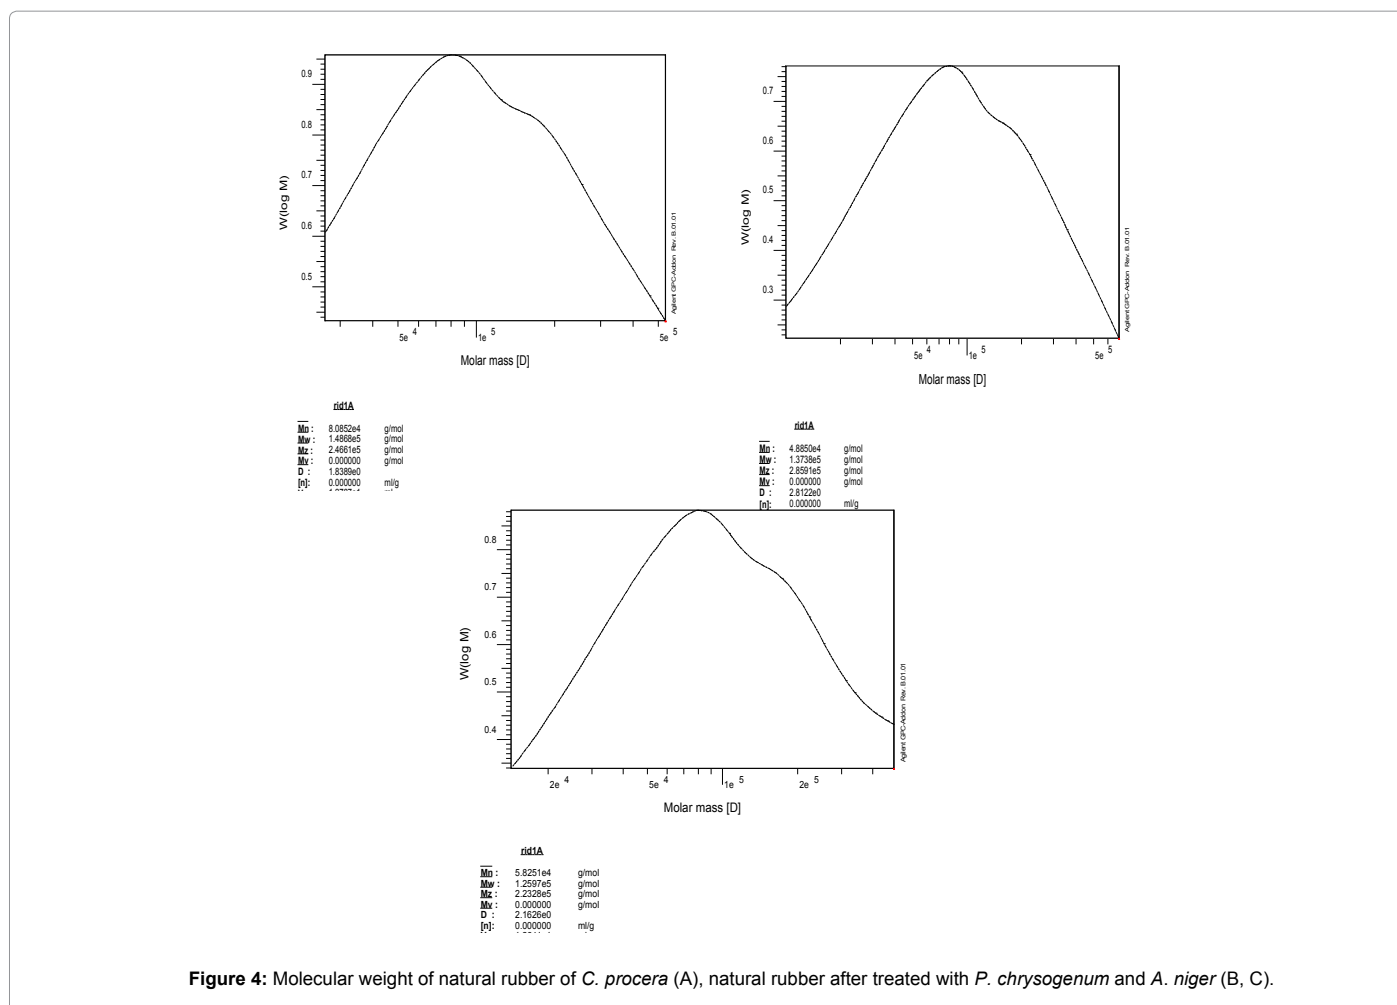 0.9
0.8
0.7
0.6
0.5
W(log M)
5e 4
1e 5
5e 5
Molar mass [D]
Agilent GPC-Addon Rev. B.01.01
rid1A
Mn : 8.0852e4 g/mol
Mw : 1.4868e5 g/mol
Mz : 2.4661e5 g/mol
Mv : 0.000000 g/mol
D : 1.8389e0
[n]: 0.000000 ml/g
0.7
0.6
0.5
0.4
0.3
W(log M)
5e 4
1e 5
5e 5
Molar mass [D]
Agilent GPC-Addon Rev. B.01.01
rid1A
Mn : 4.8850e4 g/mol
Mw : 1.3738e5 g/mol
Mz : 2.8591e5 g/mol
Mv : 0.000000 g/mol
D : 2.8122e0
[n]: 0.000000 ml/g
0.8
0.7
0.6
0.5
0.4
W(log M)
2e 4
5e 4
1e 5
2e 5
Molar mass [D]
Agilent GPC-Addon Rev. B.01.01
rid1A
Mn : 5.8251e4 g/mol
Mw : 1.2597e5 g/mol
Mz : 2.2328e5 g/mol
Mv : 0.000000 g/mol
D : 2.1626e0
[n]: 0.000000 ml/g
Figure 4: Molecular weight of natural rubber of C. procera (A), natural rubber after treated with P. chrysogenum and A. niger (B, C).